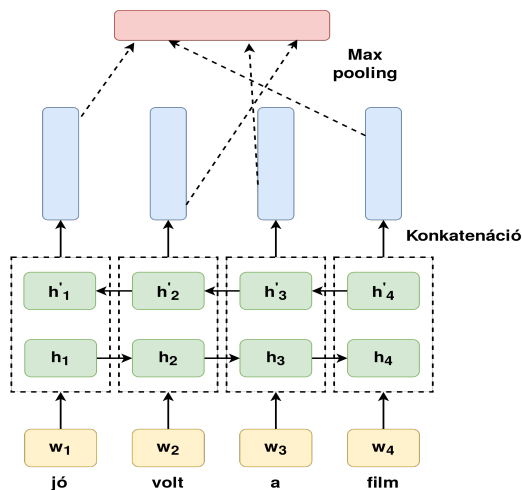 Max
pooling
Konkatenáció
h'1 h'2 h'3 h'4
h1 h2 h3 h4
w1 w2 w3 w4
jó volt a film